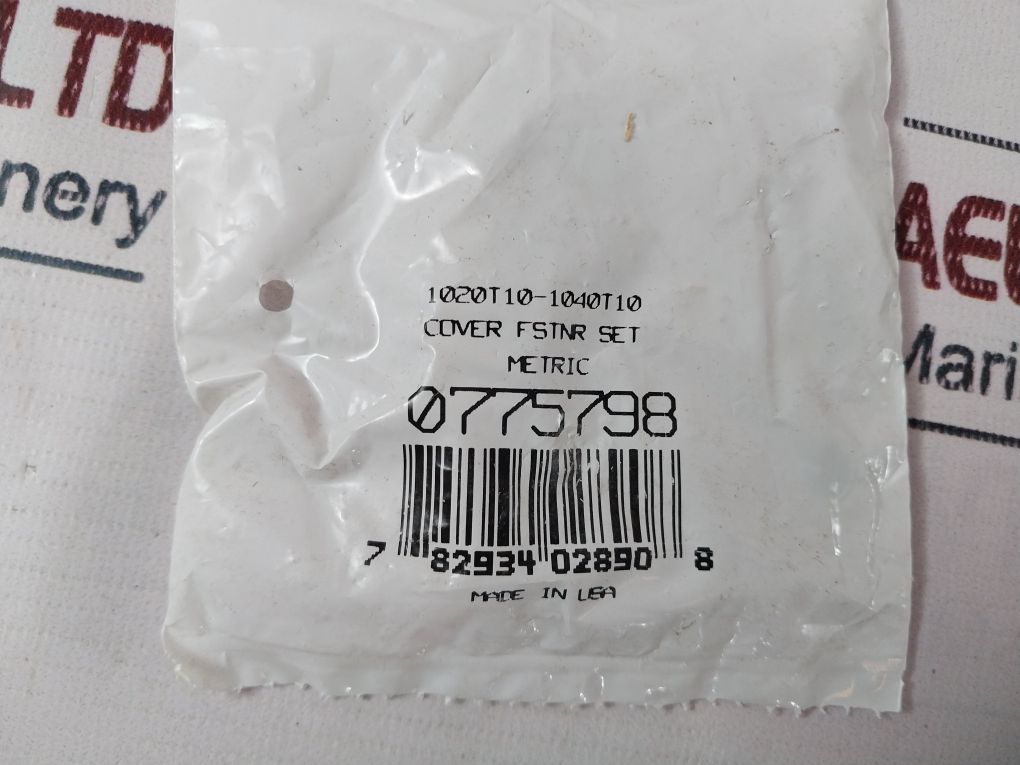 LTD
nery
AE
Mari
1020T10-1040T10
COVER FSTNR SET
METRIC
0775798
7 82934 02890 8
MADE IN USA